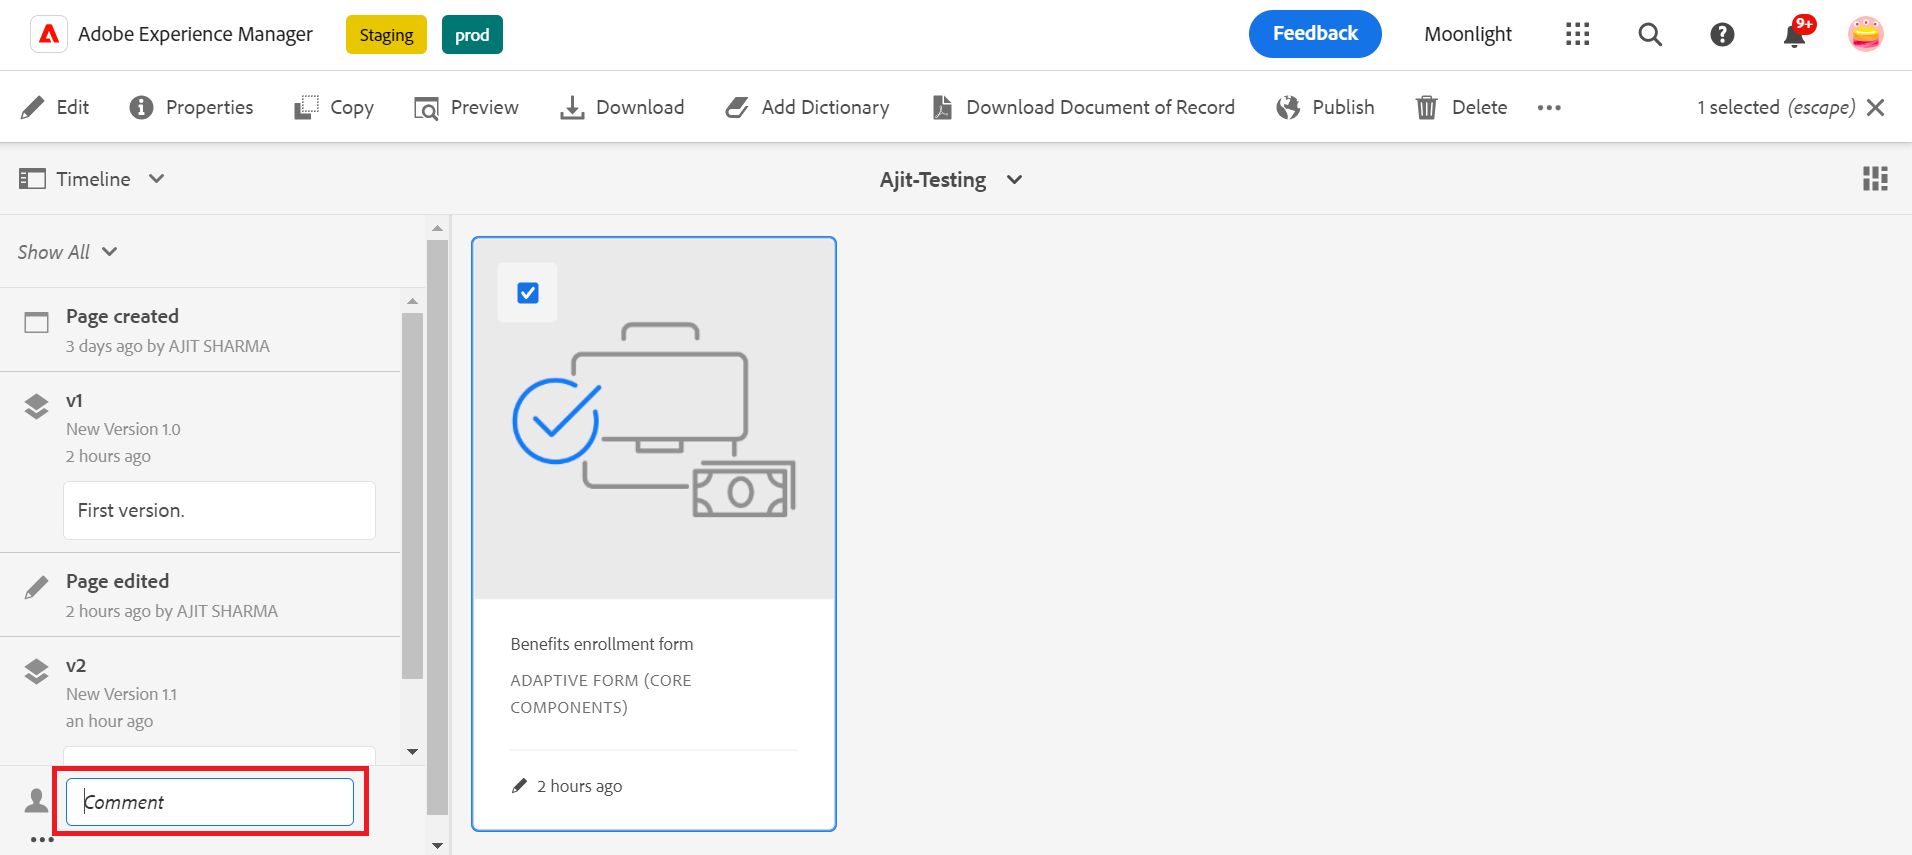 Adobe Experience Manager
Staging
prod
Feedback
Moonlight
9+
Edit
Properties
Copy
Preview
Download
Add Dictionary
Download Document of Record
Publish
Delete
1 selected (escape)
Timeline
Ajit-Testing
Show All
Page created
3 days ago by AJIT SHARMA
v1
New Version 1.0
2 hours ago
First version.
Page edited
2 hours ago by AJIT SHARMA
v2
New Version 1.1
an hour ago
Comment
Benefits enrollment form
ADAPTIVE FORM (CORE
COMPONENTS)
2 hours ago